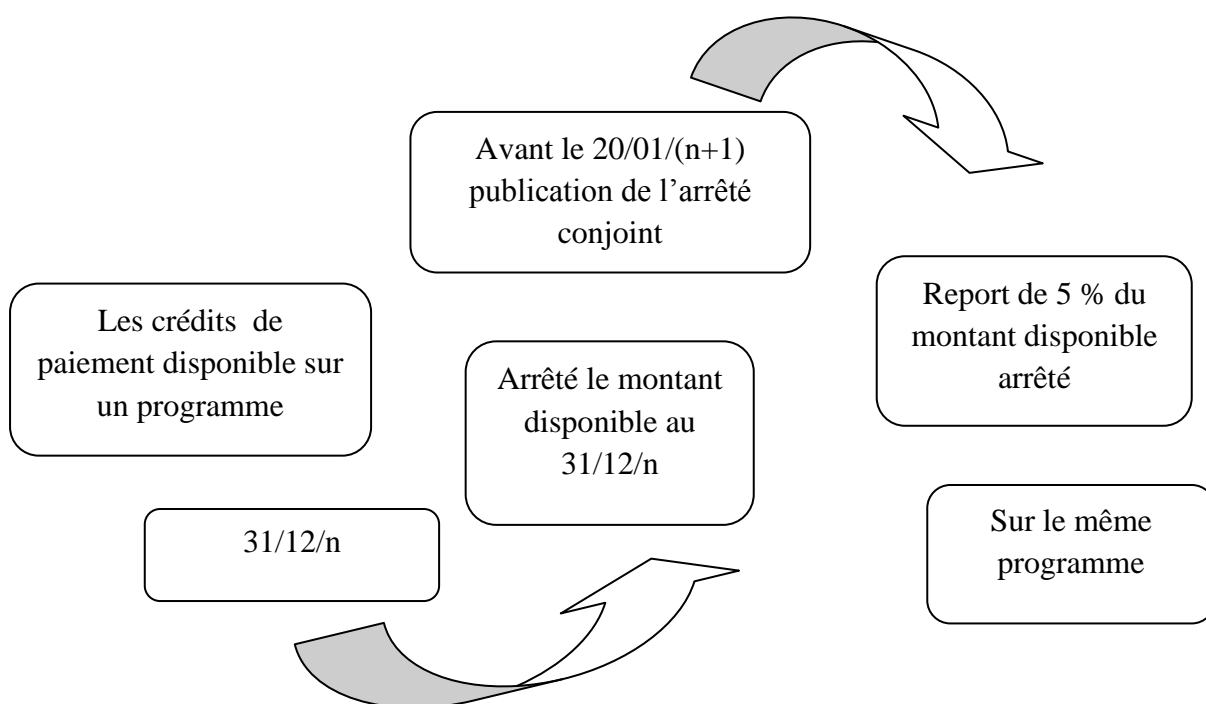 Avant le 20/01/(n+1)
publication de l’arrêté
conjoint
Les crédits  de
paiement disponible sur
un programme
Report de 5 % du
montant disponible
arrêté
Arrêté le montant
disponible au
31/12/n
31/12/n
Sur le même
programme